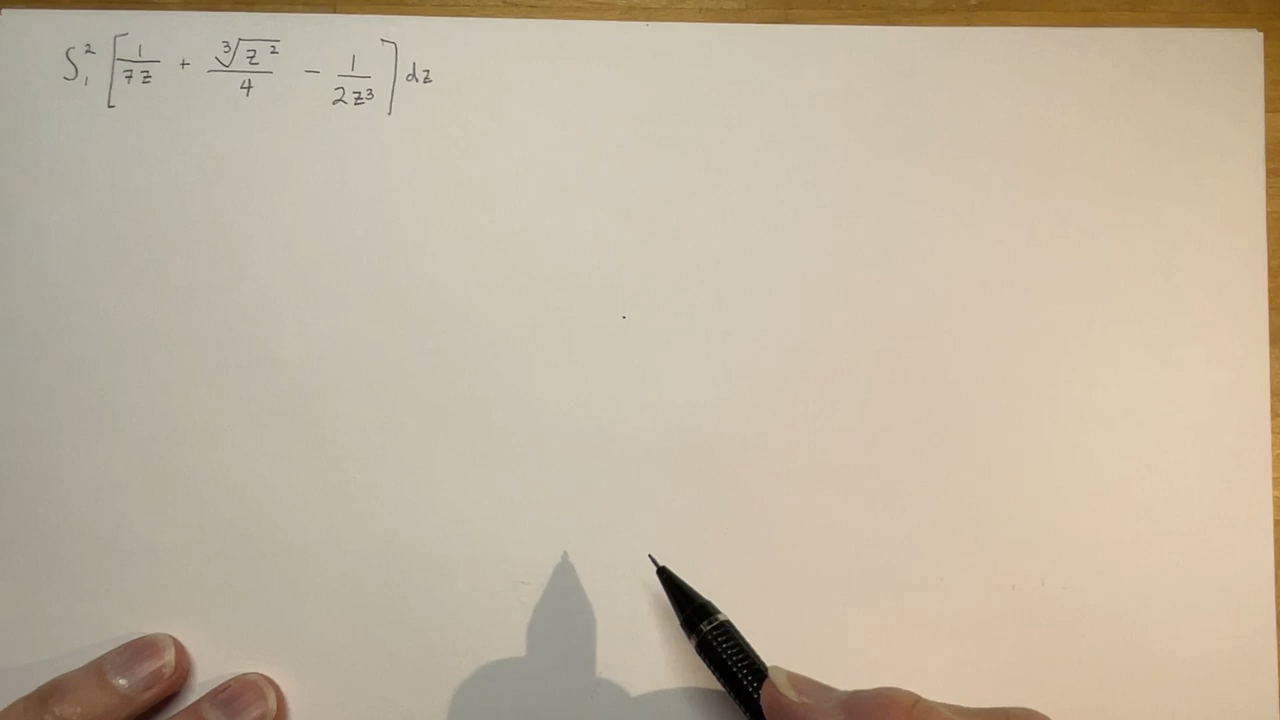 ∫₁² [1/(7z) + ∛(z²)/4 − 1/(2z³)] dz